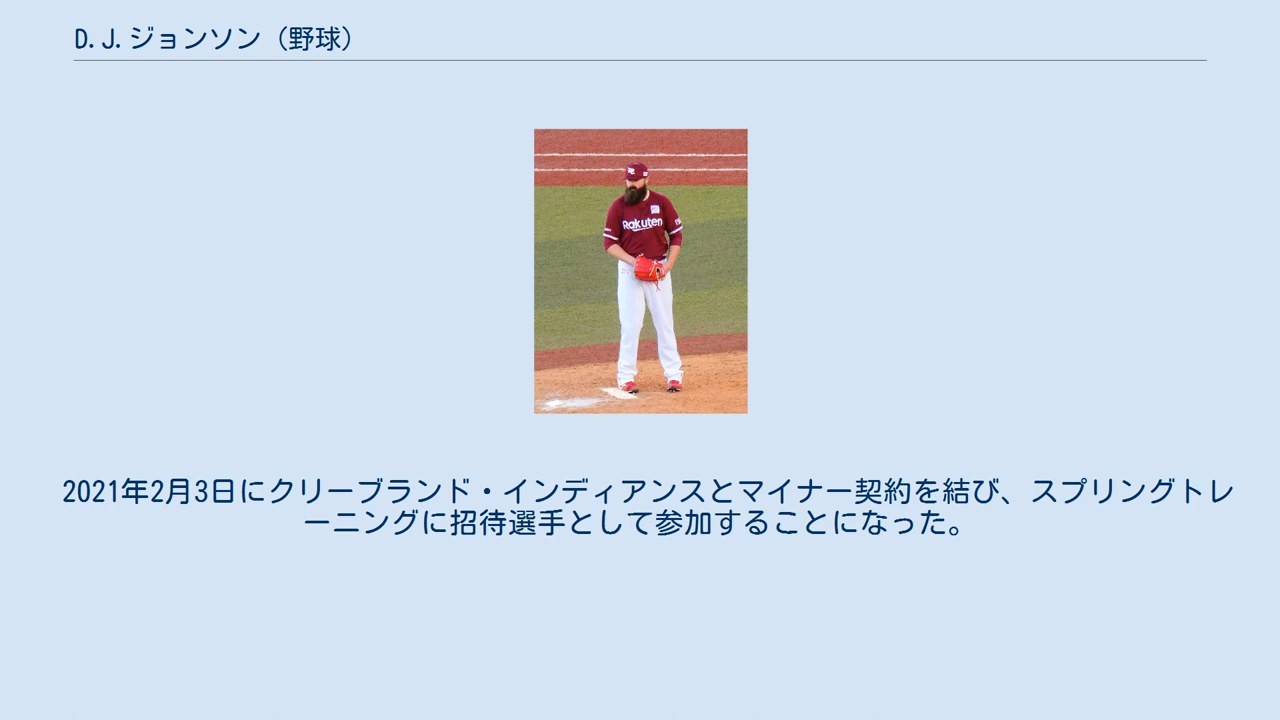 D.J.ジョンソン（野球）
Rakuten
2021年2月3日にクリーブランド・インディアンスとマイナー契約を結び、スプリングトレ
ーニングに招待選手として参加することになった。